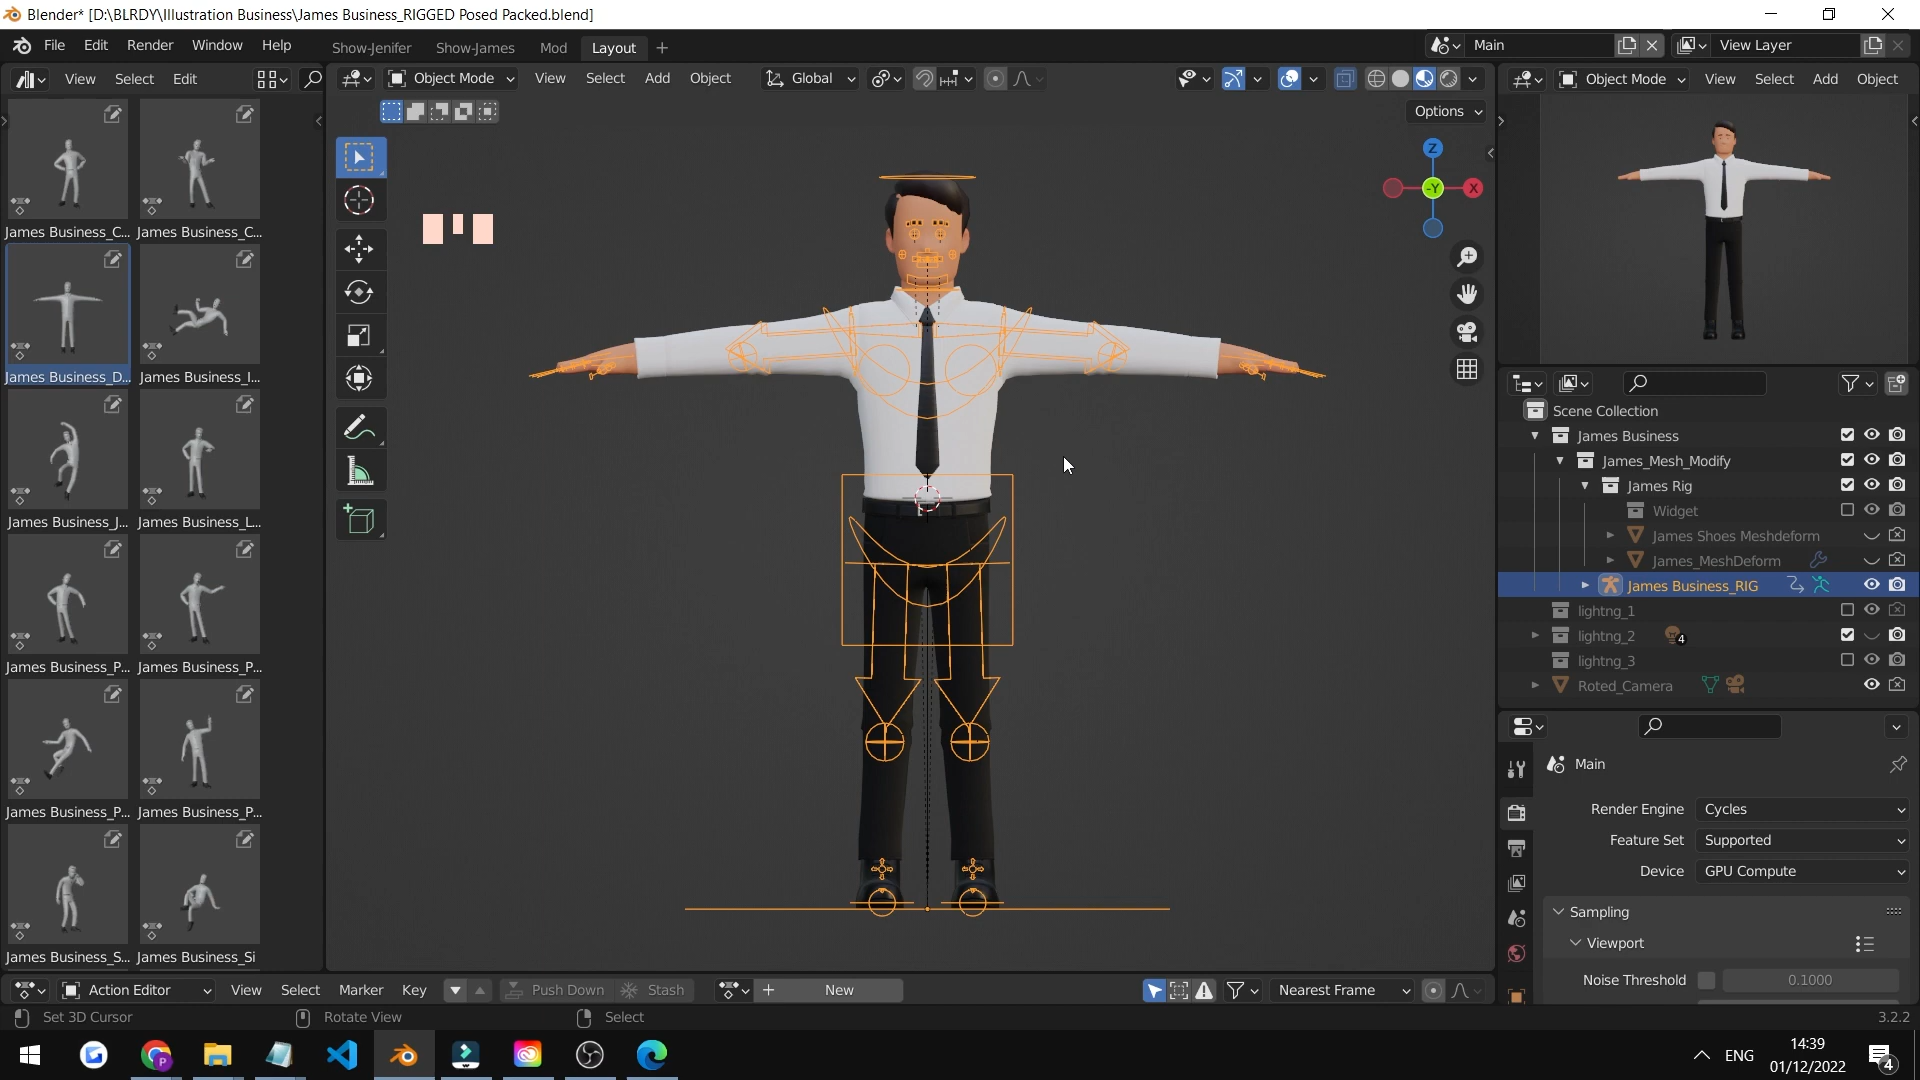 Blender* [D:\BLRDY\Illustration Business\James Business_RIGGED Posed Packed.blend]
File Edit Render Window Help
Show-Jenifer Show-James Mod Layout
Main
View Layer
View Select Edit
Object Mode View Select Add Object Global
Options
Object Mode View Select Add Object
Z
-Y
X
James Business_C... James Business_C...
James Business_D... James Business_I...
James Business_J... James Business_L...
James Business_P... James Business_P...
James Business_P... James Business_P...
James Business_S... James Business_Si
Scene Collection
James Business
James_Mesh_Modify
James Rig
Widget
James Shoes Meshdeform
James_MeshDeform
James Business_RIG
lightng_1
lightng_2 4
lightng_3
Roted_Camera
Main
Render Engine Cycles
Feature Set Supported
Device GPU Compute
Sampling
Viewport
Noise Threshold 0.1000
Action Editor View Select Marker Key Push Down Stash New Nearest Frame
Set 3D Cursor Rotate View Select 3.2.2
P
ENG
14:39
01/12/2022
4